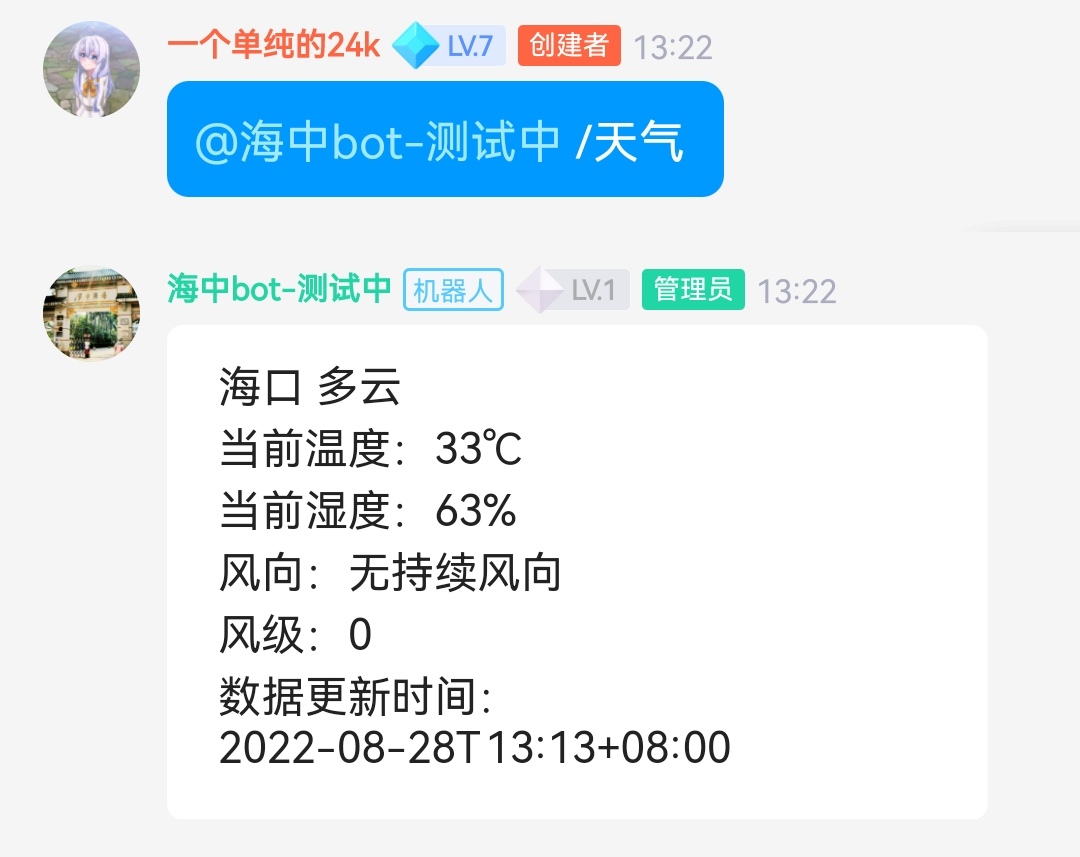 一个单纯的24k LV.7 创建者 13:22
@海中bot-测试中 /天气
海中bot-测试中 机器人 LV.1 管理员 13:22
海口 多云
当前温度：33℃
当前湿度：63%
风向：无持续风向
风级：0
数据更新时间：
2022-08-28T13:13+08:00